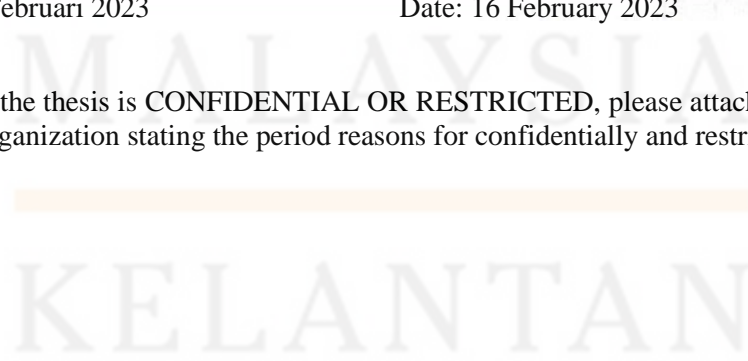 ebruari 2023 Date: 16 February 2023
MALAYSIA
the thesis is CONFIDENTIAL OR RESTRICTED, please attac
ganization stating the period reasons for confidentially and restr
KELANTAN